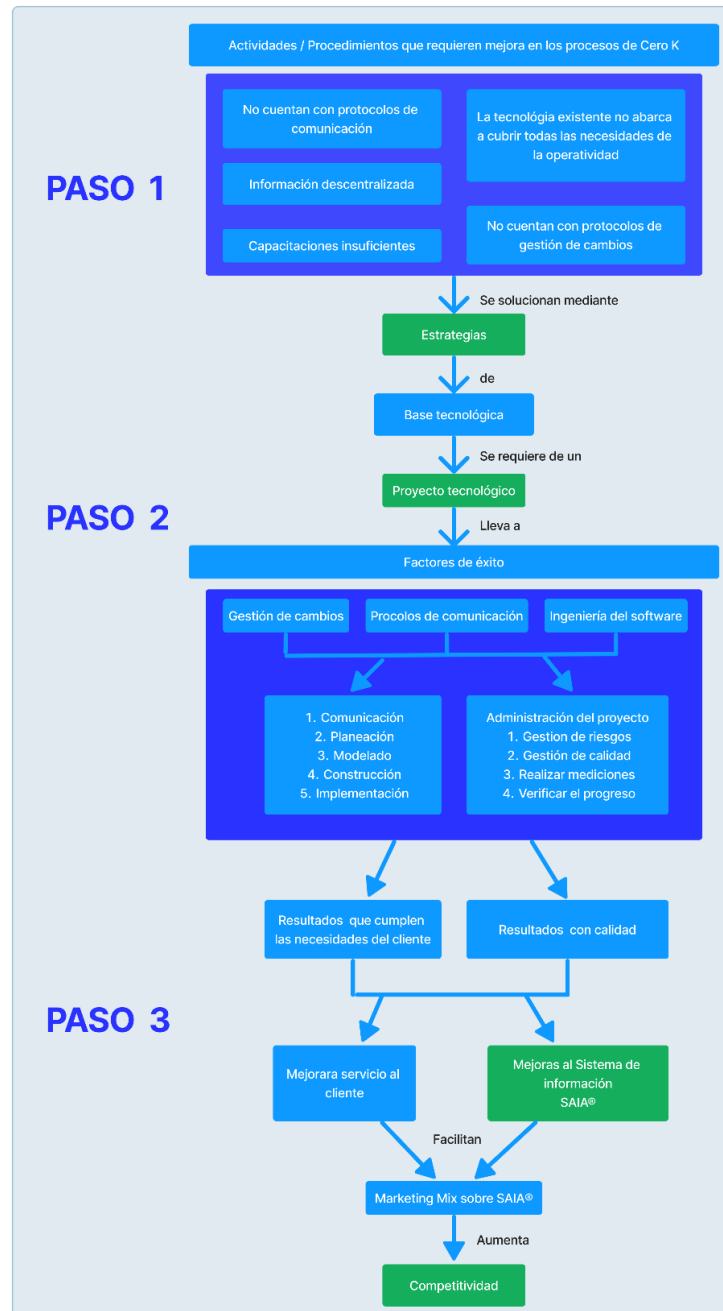 Actividades / Procedimientos que requieren mejora en los procesos de Cero K
PASO 1
No cuentan con protocolos de
comunicación
Información descentralizada
Capacitaciones insuficientes
La tecnológia existente no abarca
a cubrir todas las necesidades de
la operatividad
No cuentan con protocolos de
gestión de cambios
Se solucionan mediante
Estrategias
de
Base tecnológica
Se requiere de un
Proyecto tecnológico
PASO 2
Lleva a
Factores de éxito
Gestión de cambios
Procolos de comunicación
Ingeniería del software
1. Comunicación
2. Planeación
3. Modelado
4. Construcción
5. Implementación
Administración del proyecto
1. Gestion de riesgos
2. Gestión de calidad
3. Realizar mediciones
4. Verificar el progreso
Resultados que cumplen
las necesidades del cliente
Resultados con calidad
PASO 3
Mejorara servicio al
cliente
Mejoras al Sistema de
información
SAIA®
Facilitan
Marketing Mix sobre SAIA®
Aumenta
Competitividad